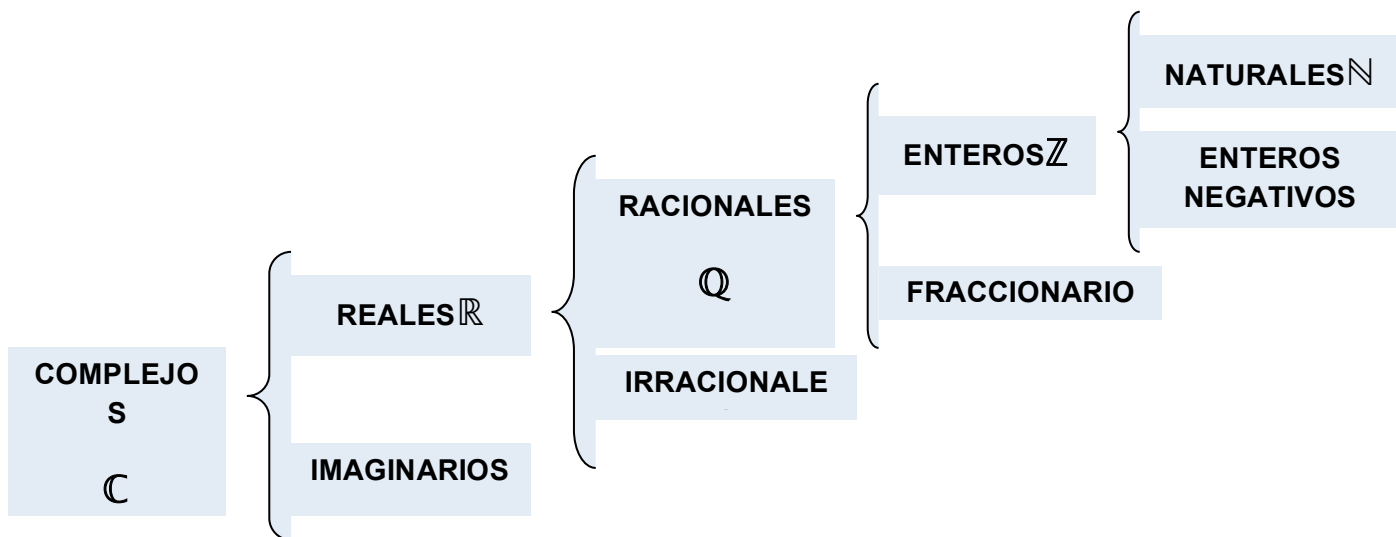 COMPLEJO
S
ℂ
REALESℝ
IMAGINARIOS
RACIONALES
ℚ
IRRACIONALE
ENTEROSℤ
FRACCIONARIO
NATURALESℕ
ENTEROS
NEGATIVOS